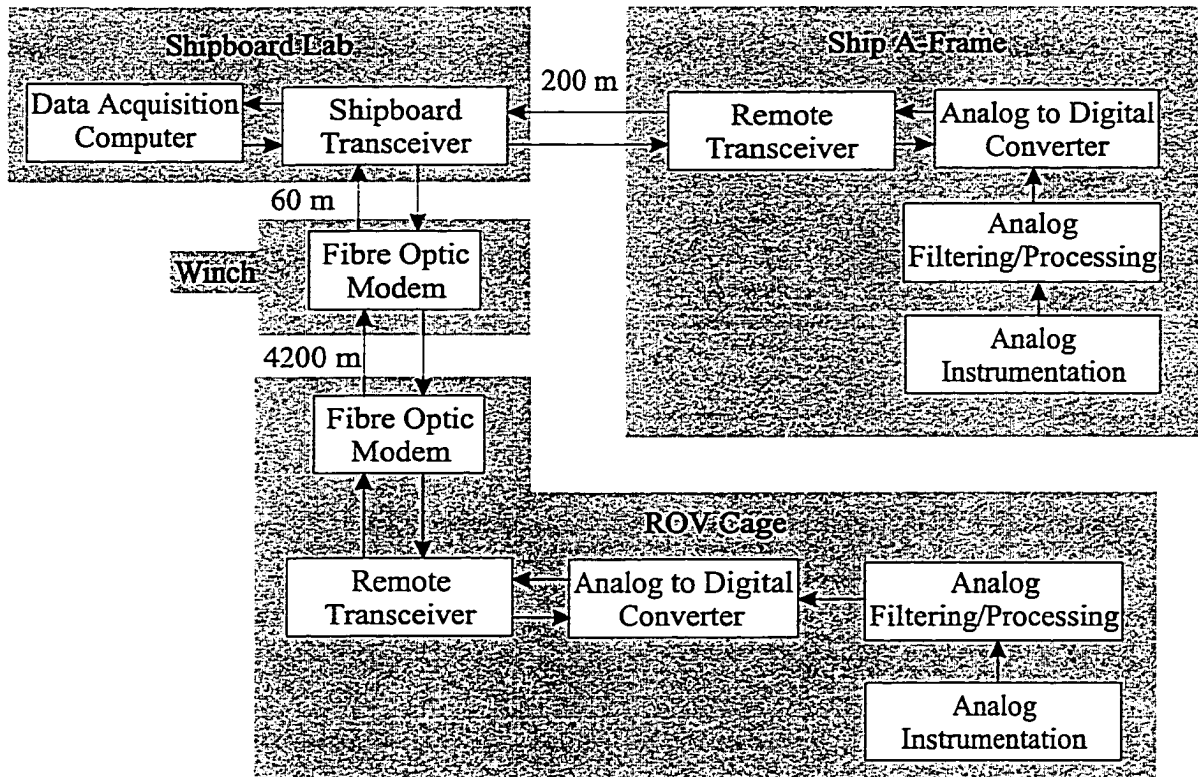 Shipboard Lab
Data Acquisition
Computer
Shipboard
Transceiver
200 m
Ship A-Frame
Remote
Transceiver
Analog to Digital
Converter
Analog
Filtering/Processing
Analog
Instrumentation
60 m
Winch
Fibre Optic
Modem
4200 m
Fibre Optic
Modem
ROV Cage
Remote
Transceiver
Analog to Digital
Converter
Analog
Filtering/Processing
Analog
Instrumentation